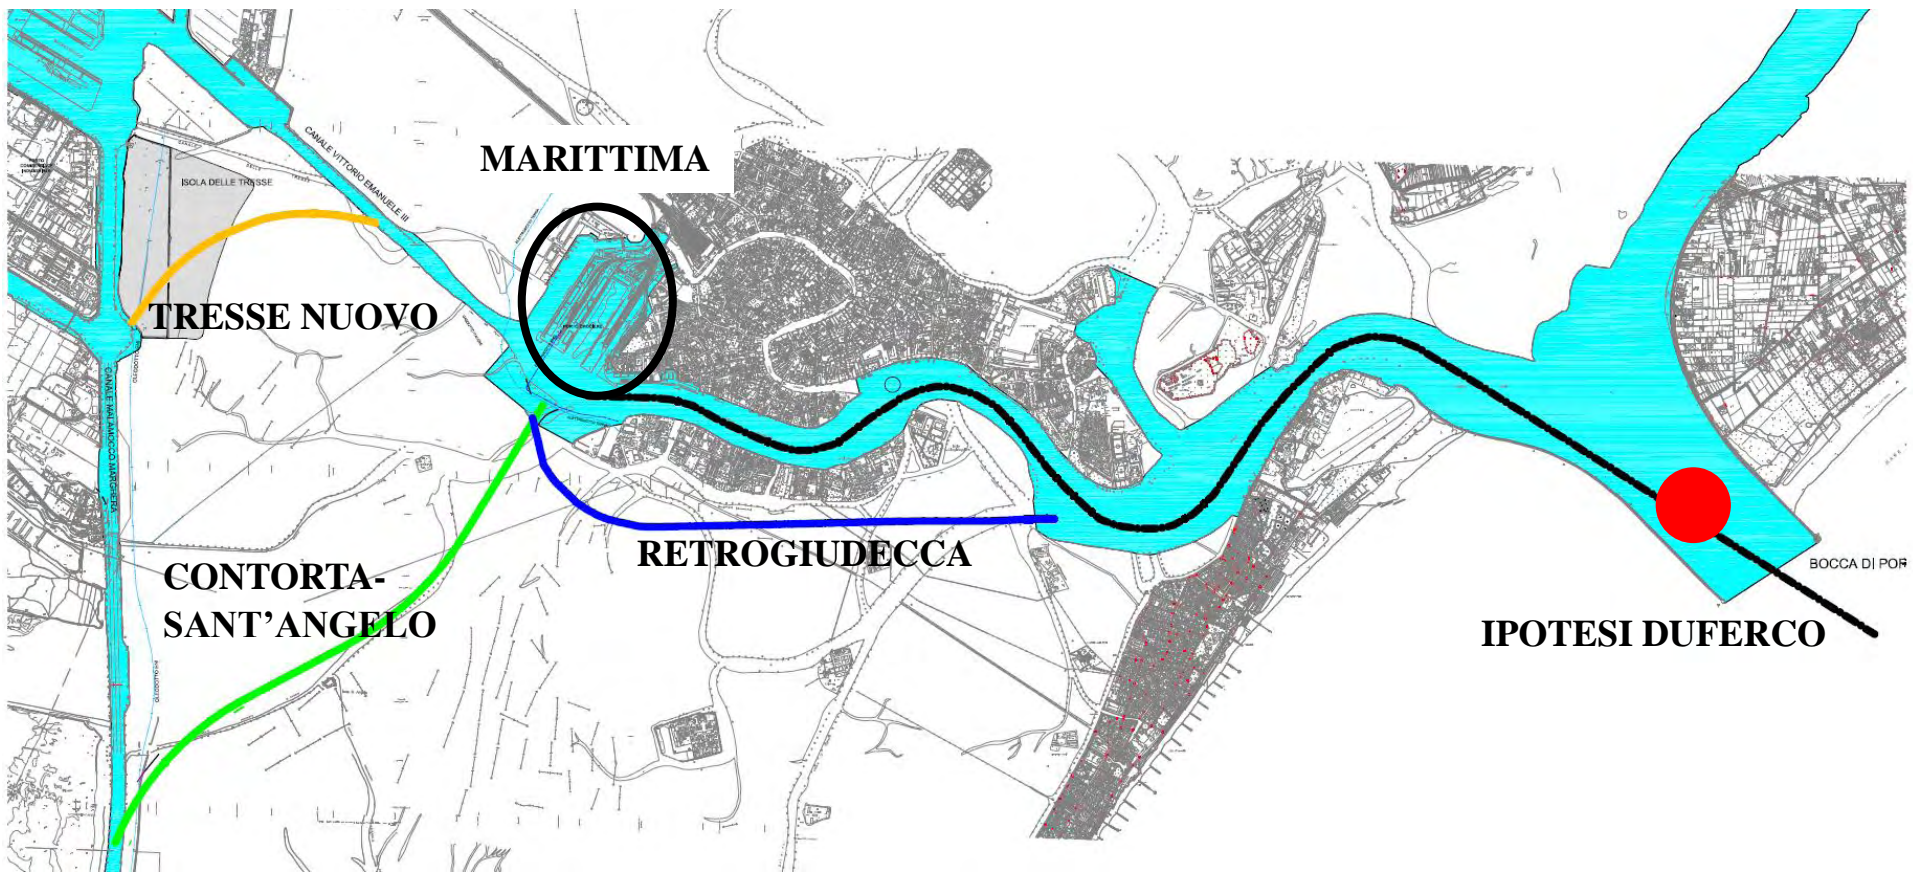 MARITTIMA
CANALE VITTORIO EMANUELE III
ISOLA DELLE TRESSE
TRESSE NUOVO
CANALE MALAMOCCO MARGHERA
RETROGIUDECCA
CONTORTA-
SANT'ANGELO
BOCCA DI POR
IPOTESI DUFERCO